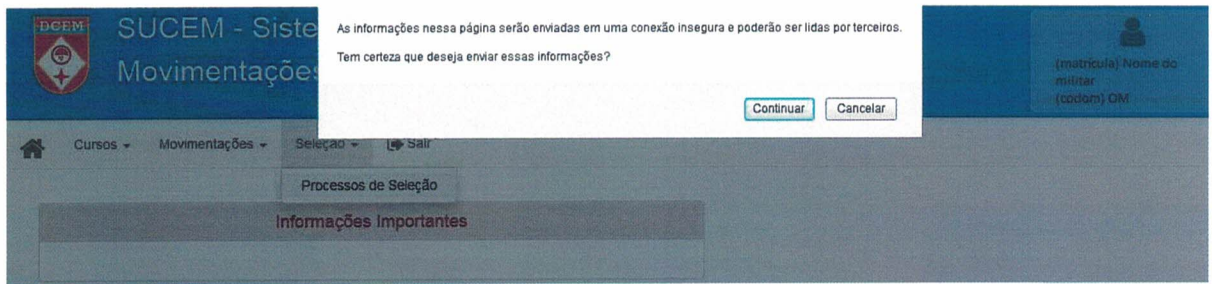 DCEM
SUCEM - Siste
Movimentações
As informações nessa página serão enviadas em uma conexão insegura e poderão ser lidas por terceiros.
Tem certeza que deseja enviar essas informações?
Continuar Cancelar
(matrícula) Nome do
militar
(codom) OM
Cursos Movimentações Seleção Sair
Processos de Seleção
Informações Importantes